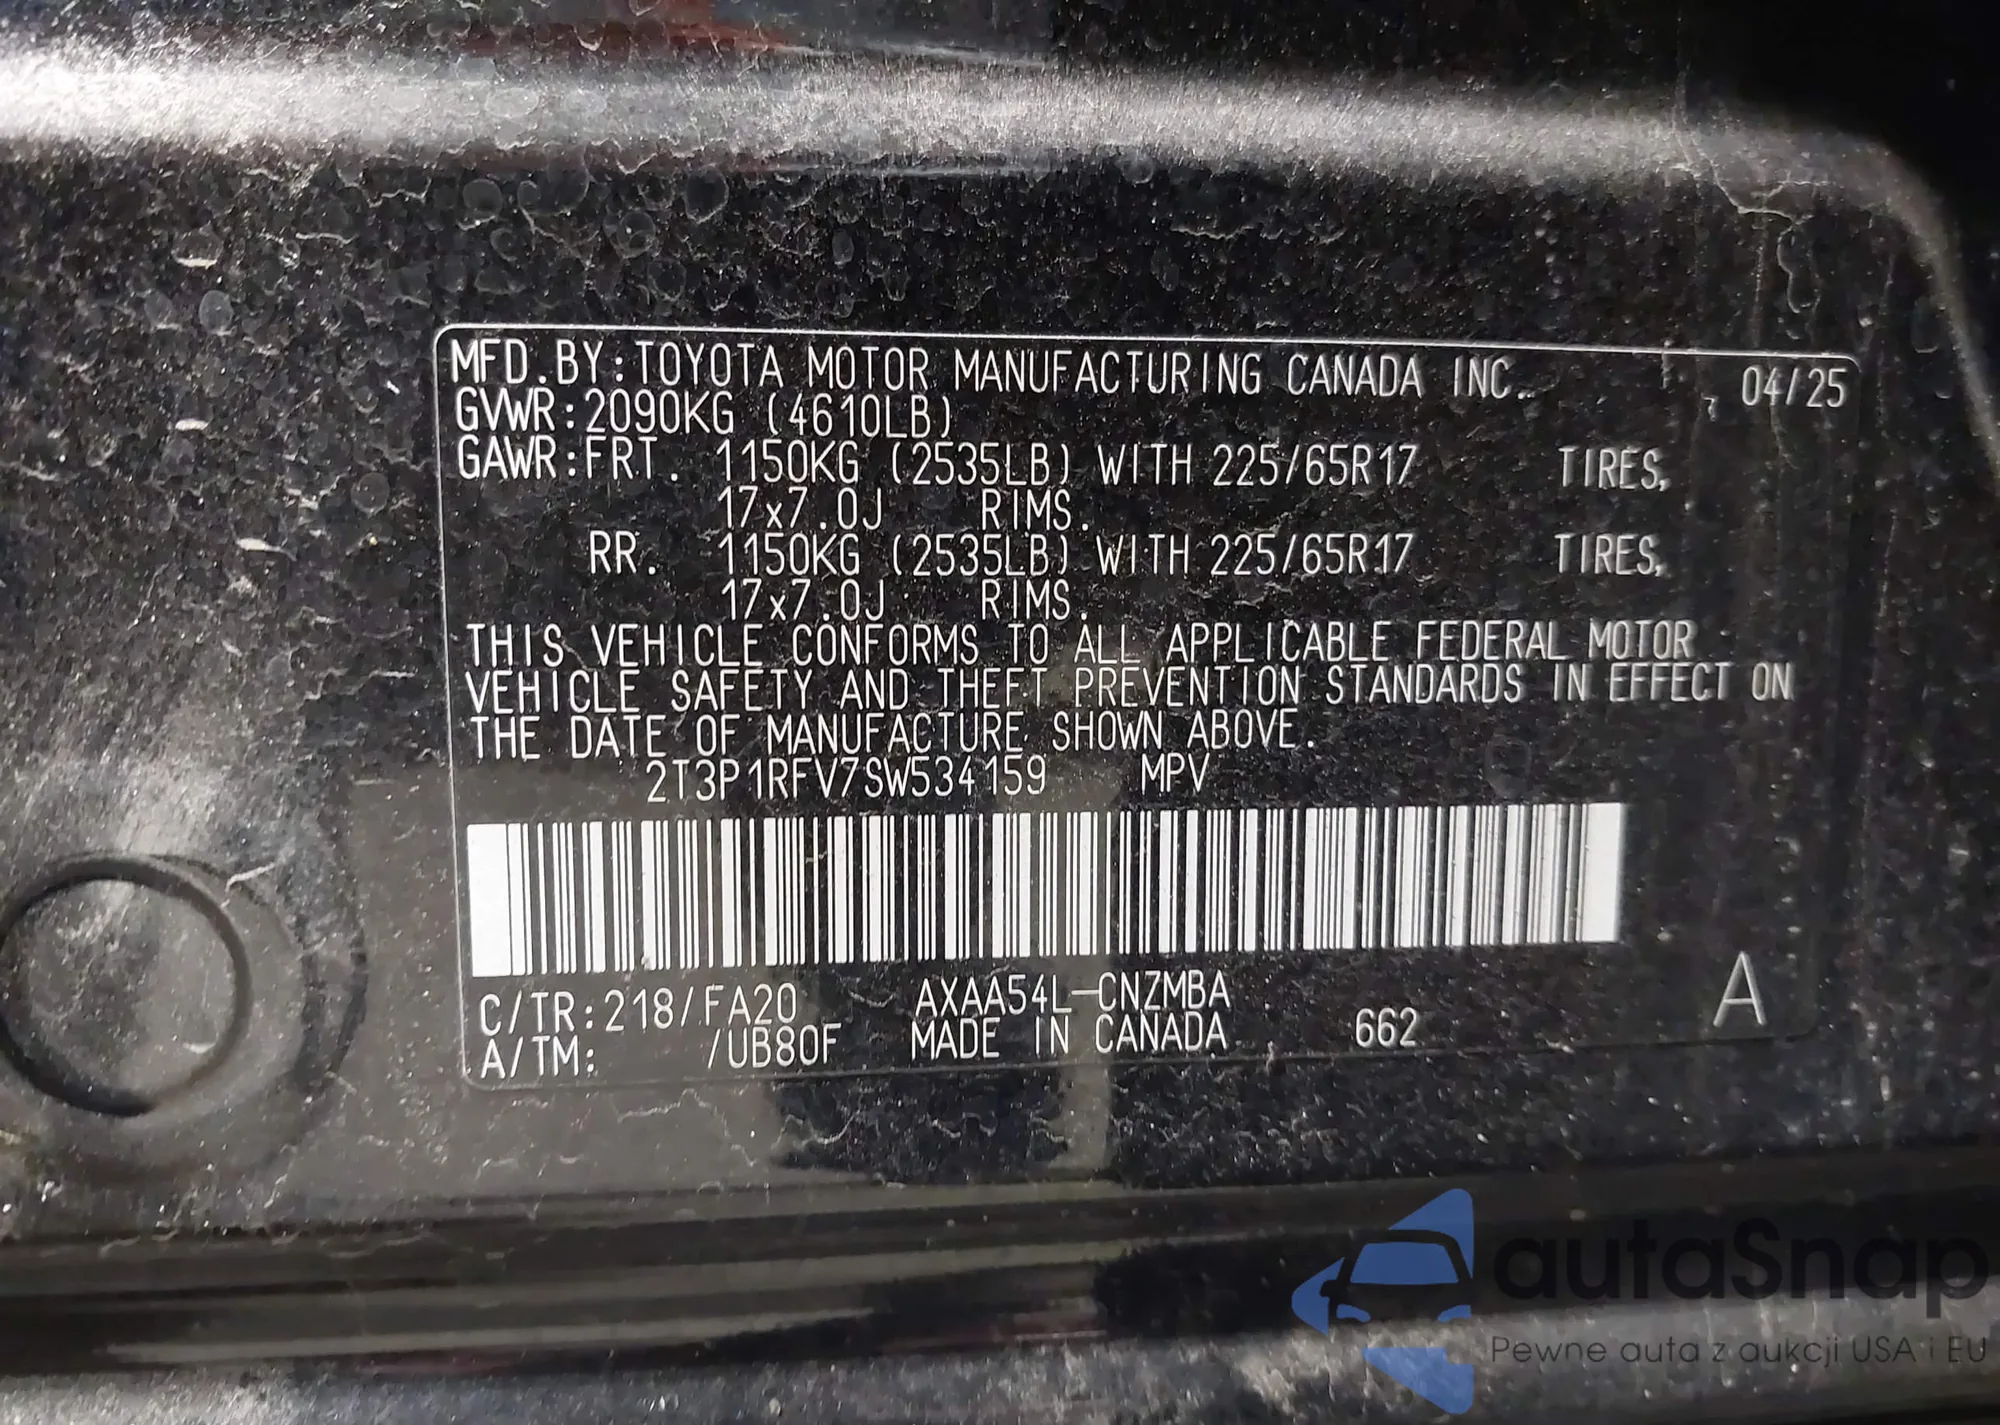 MFD.BY:TOYOTA MOTOR MANUFACTURING CANADA INC. 04/25
GVWR:2090KG (4610LB)
GAWR:FRT. 1150KG (2535LB) WITH 225/65R17 TIRES,
17x7.0J RIMS.
RR. 1150KG (2535LB) WITH 225/65R17 TIRES,
17x7.0J RIMS.
THIS VEHICLE CONFORMS TO ALL APPLICABLE FEDERAL MOTOR
VEHICLE SAFETY AND THEFT PREVENTION STANDARDS IN EFFECT ON
THE DATE OF MANUFACTURE SHOWN ABOVE.
2T3P1RFV7SW534159 MPV
C/TR:218/FA20 AXAA54L-CNZMBA
A/TM: /UB80F MADE IN CANADA 662 A
autaSnap
Pewne auta z aukcji USA i EU